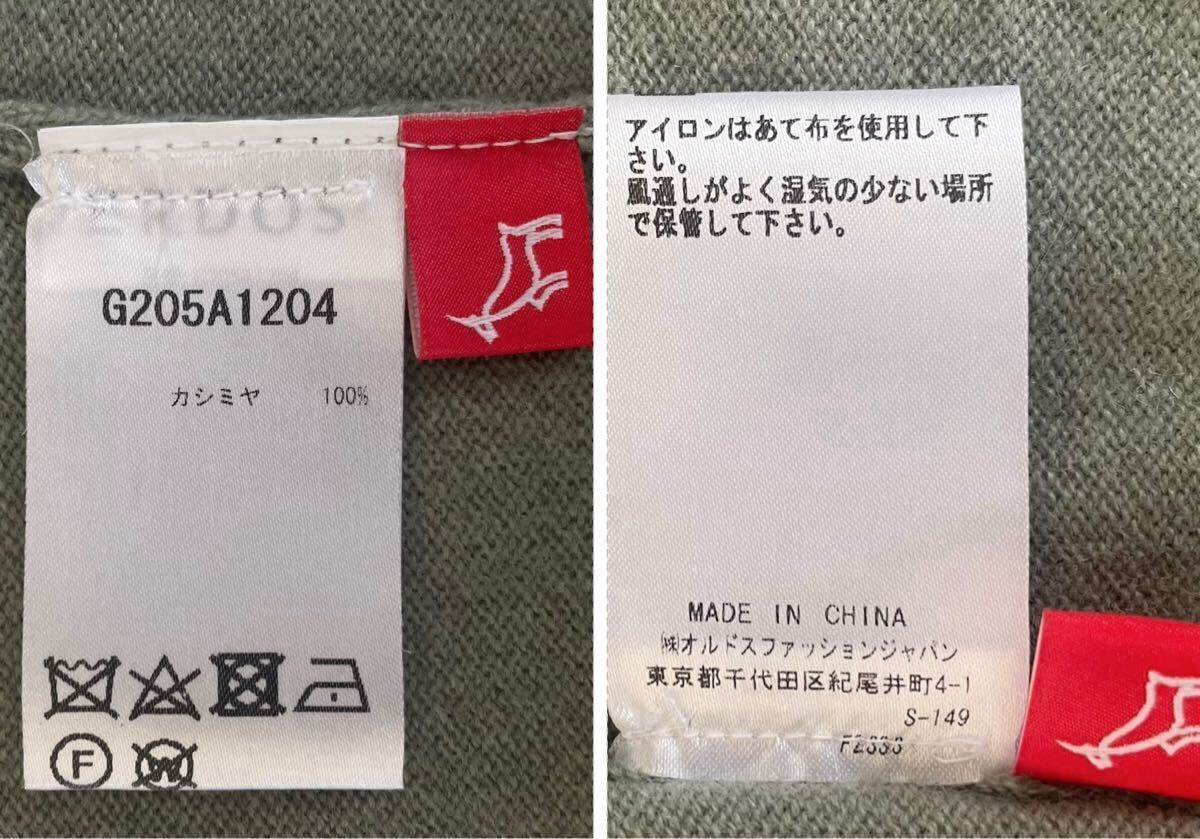 G205A1204
カシミヤ 100%
F
W
アイロンはあて布を使用して下
さい。
風通しがよく湿気の少ない場所
で保管して下さい。
MADE IN CHINA
㈱オルドスファッションジャパン
東京都千代田区紀尾井町4-1
S-149